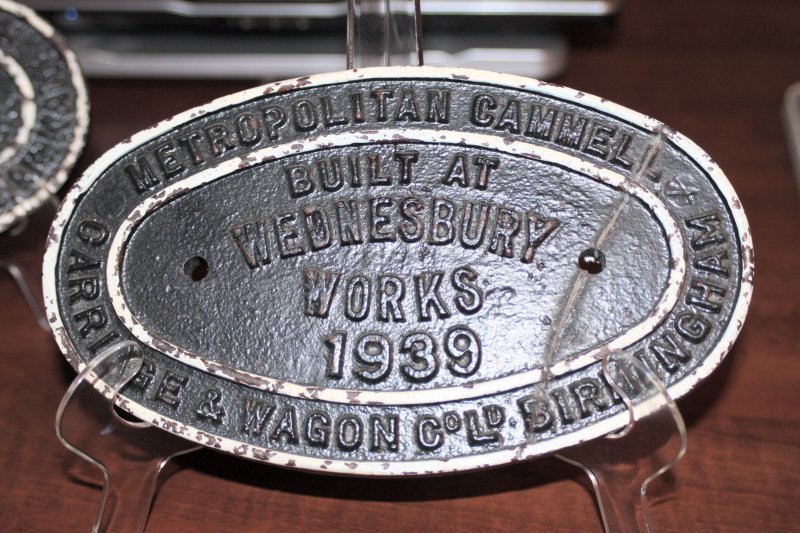 METROPOLITAN CAMMELL
CARRIAGE & WAGON CO LD. BIRMINGHAM
BUILT AT
WEDNESBURY
WORKS
1939